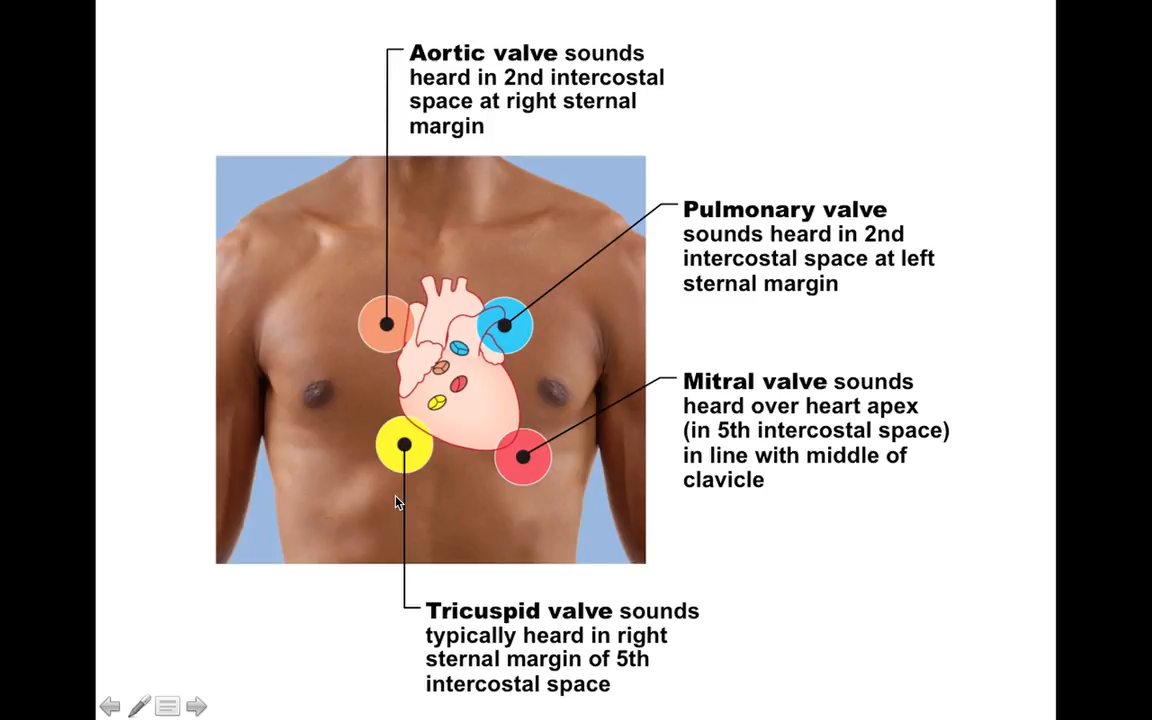 Aortic valve sounds
heard in 2nd intercostal
space at right sternal
margin
Pulmonary valve
sounds heard in 2nd
intercostal space at left
sternal margin
Mitral valve sounds
heard over heart apex
(in 5th intercostal space)
in line with middle of
clavicle
Tricuspid valve sounds
typically heard in right
sternal margin of 5th
intercostal space